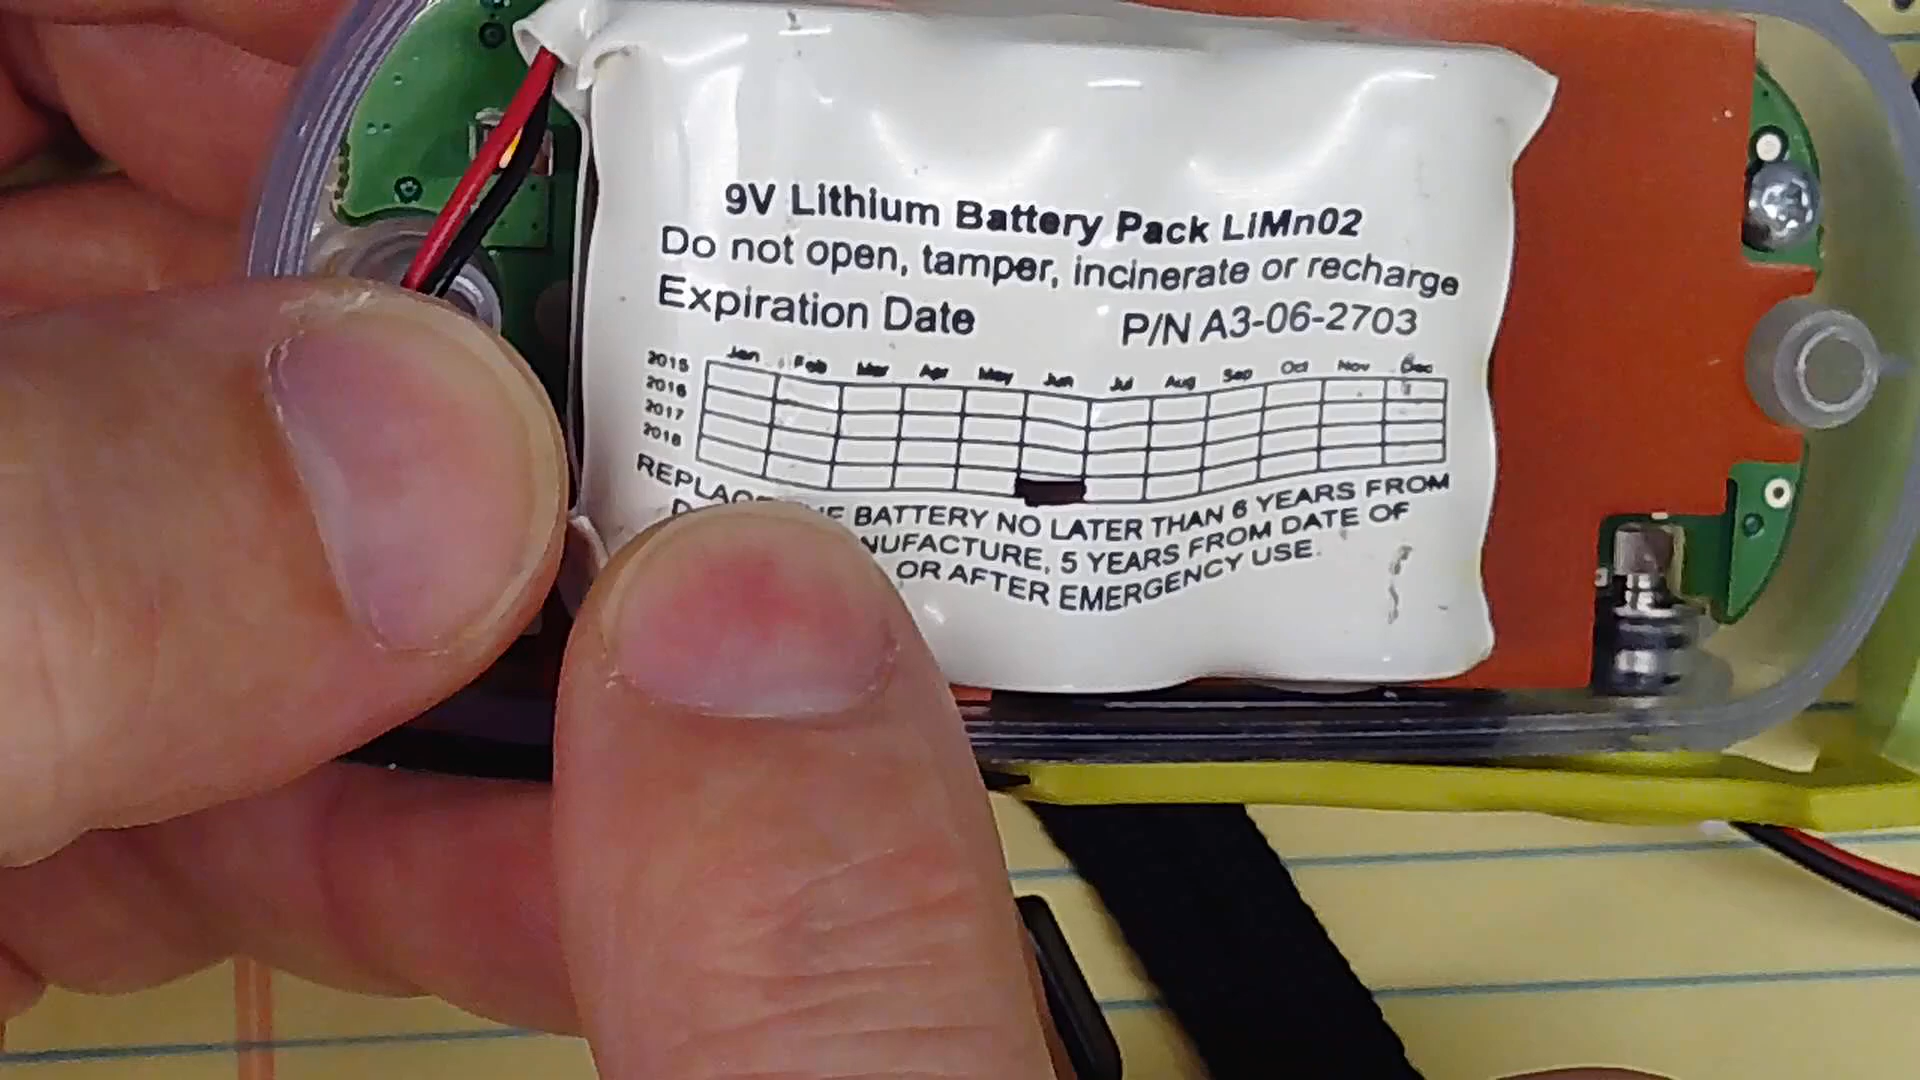 9V Lithium Battery Pack LiMn02
Do not open, tamper, incinerate or recharge
Expiration Date P/N A3-06-2703
Jan Feb Mar Apr May Jun Jul Aug Sep Oct Nov Dec
2015
2016
2017
2018
REPLAC E BATTERY NO LATER THAN 6 YEARS FROM
D NUFACTURE, 5 YEARS FROM DATE OF
OR AFTER EMERGENCY USE.